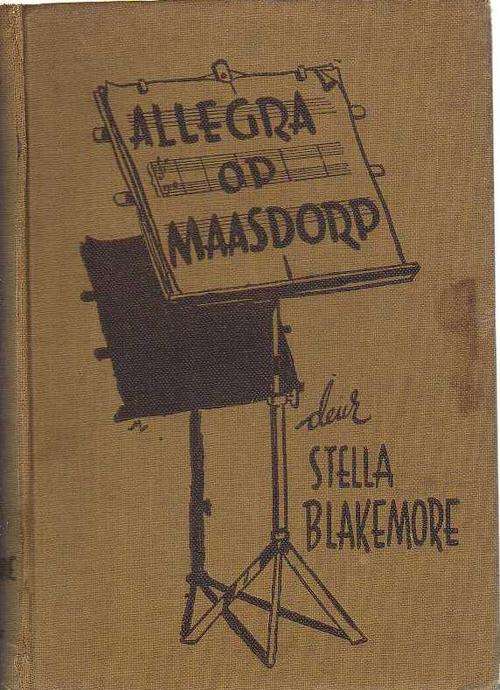 ALLEGRA
OP
MAASDORP
deur
STELLA
BLAKEMORE